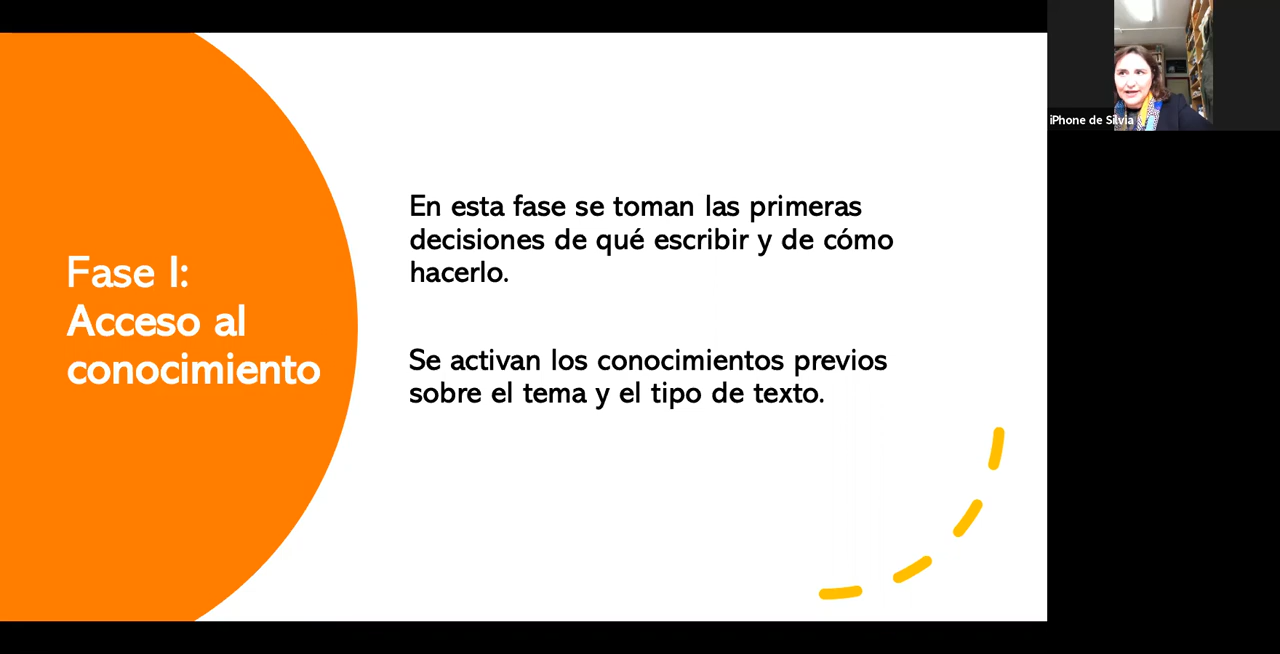 Fase I:
Acceso al
conocimiento
En esta fase se toman las primeras
decisiones de qué escribir y de cómo
hacerlo.
Se activan los conocimientos previos
sobre el tema y el tipo de texto.
iPhone de Silvia